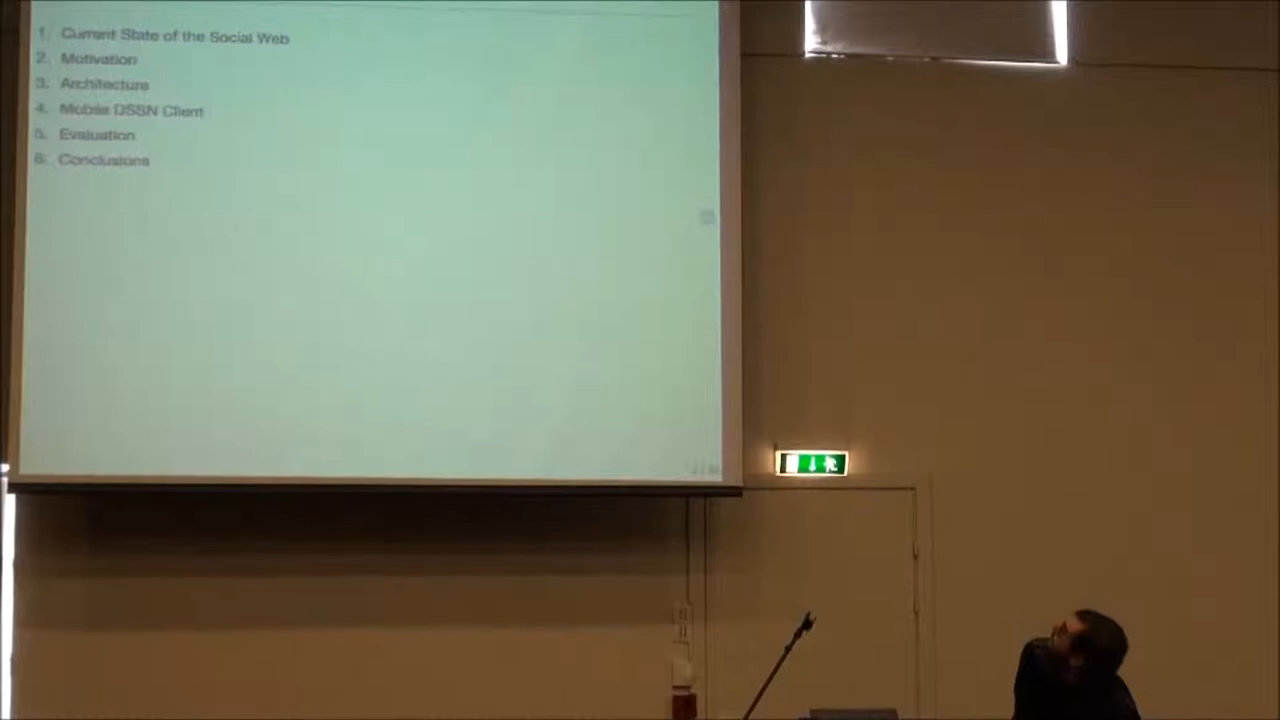 1. Current State of the Social Web
2. Motivation
3. Architecture
4. Mobile DSSN Client
5. Evaluation
6. Conclusions